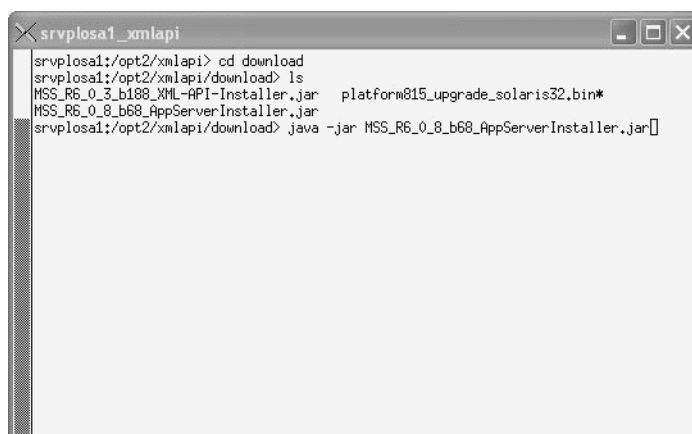 srvplosa1_xmlapi
srvplosa1:/opt2/xmlapi> cd download
srvplosa1:/opt2/xmlapi/download> ls
MSS_R6_0_3_b188_XML-API-Installer.jar   platform815_upgrade_solaris32.bin*
MSS_R6_0_8_b68_AppServerInstaller.jar
srvplosa1:/opt2/xmlapi/download> java -jar MSS_R6_0_8_b68_AppServerInstaller.jar